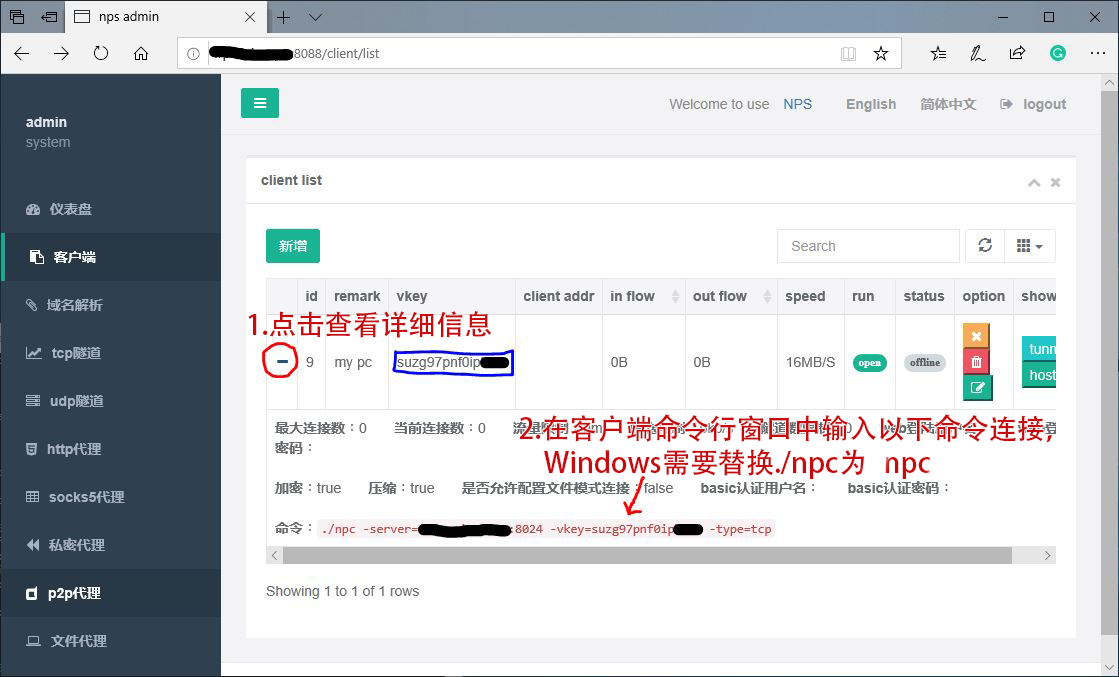 nps admin
8088/client/list
admin
system
Welcome to use NPS English 简体中文 logout
仪表盘
客户端
域名解析
tcp隧道
udp隧道
http代理
socks5代理
私密代理
p2p代理
文件代理
client list
新增
Search
id remark vkey client addr in flow out flow speed run status option show
1.点击查看详细信息
9 my pc suzg97pnf0ip 0B 0B 16MB/S open offline
tunn
host
最大连接数：0 当前连接数：0
2.在客户端命令行窗口中输入以下命令连接,
密码：
Windows需要替换./npc为 npc
加密：true 压缩：true 是否允许配置文件模式连接：false basic认证用户名： basic认证密码：
命令：./npc -server= :8024 -vkey=suzg97pnf0ip -type=tcp
Showing 1 to 1 of 1 rows